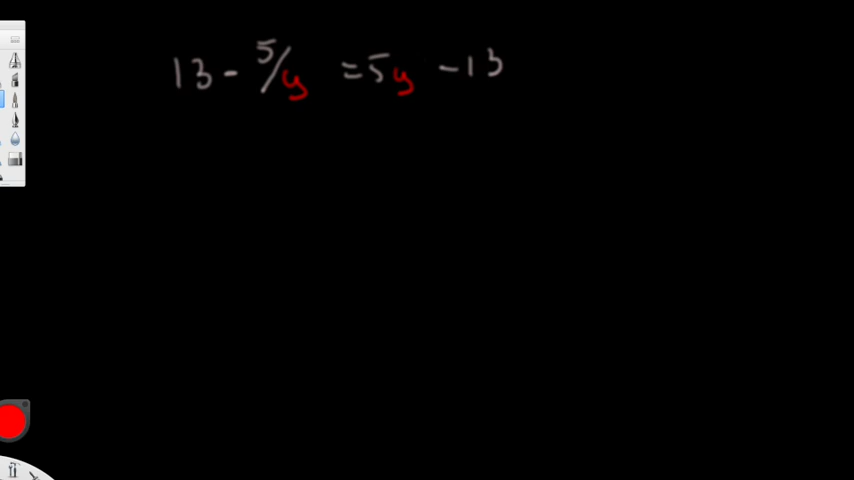 13 - 5/y = 5y - 13